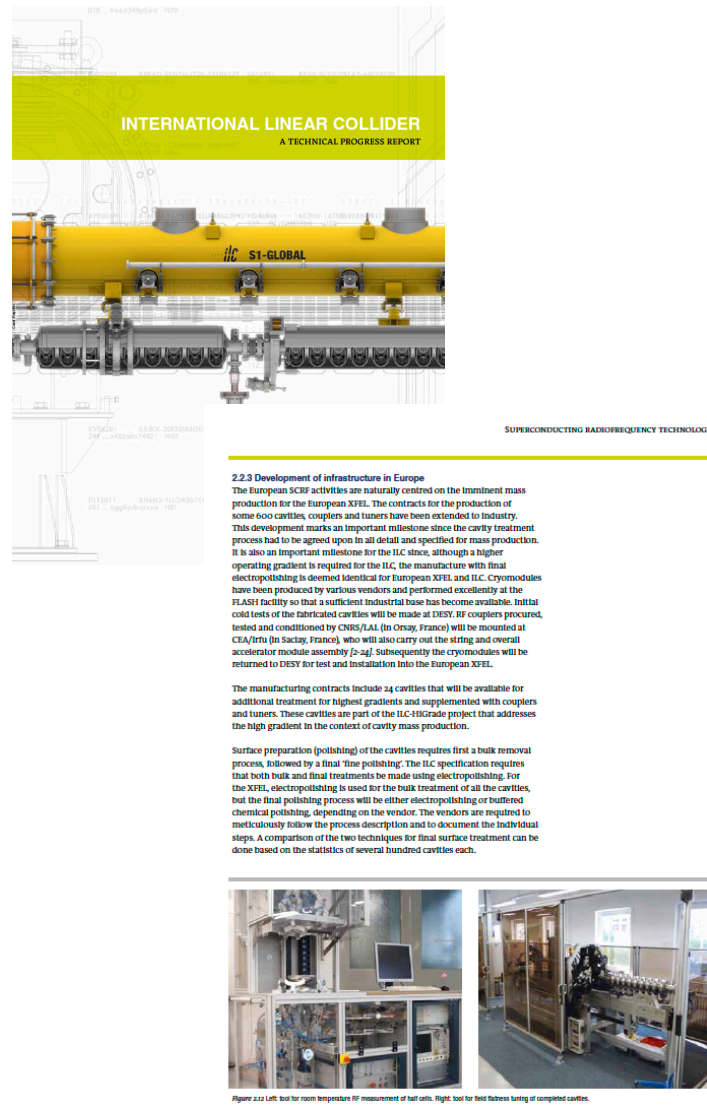 INTERNATIONAL LINEAR COLLIDER
A TECHNICAL PROGRESS REPORT
ilc S1-GLOBAL
SUPERCONDUCTING RADIOFREQUENCY TECHNOLOG
2.2.3 Development of infrastructure in Europe
The European SCRF activities are naturally centred on the imminent mass
production for the European XFEL. The contracts for the production of
some 600 cavities, couplers and tuners have been extended to industry.
This development marks an important milestone since the cavity treatment
process had to be agreed upon in all detail and specified for mass production.
It is also an important milestone for the ILC since, although a higher
operating gradient is required for the ILC, the manufacture with final
electropolishing is deemed identical for European XFEL and ILC. Cryomodules
have been produced by various vendors and performed excellently at the
FLASH facility so that a sufficient industrial base has become available. Initial
cold tests of the fabricated cavities will be made at DESY. RF couplers procured,
tested and conditioned by CNRS/LAL (in Orsay, France) will be mounted at
CEA/Irfu (in Saclay, France), who will also carry out the string and overall
accelerator module assembly [2-24]. Subsequently the cryomodules will be
returned to DESY for test and installation into the European XFEL.
The manufacturing contracts include 24 cavities that will be available for
additional treatment for highest gradients and supplemented with couplers
and tuners. These cavities are part of the ILC-HiGrade project that addresses
the high gradient in the context of cavity mass production.
Surface preparation (polishing) of the cavities requires first a bulk removal
process, followed by a final ‘fine polishing’. The ILC specification requires
that both bulk and final treatments be made using electropolishing. For
the XFEL, electropolishing is used for the bulk treatment of all the cavities,
but the final polishing process will be either electropolishing or buffered
chemical polishing, depending on the vendor. The vendors are required to
meticulously follow the process description and to document the individual
steps. A comparison of the two techniques for final surface treatment can be
done based on the statistics of several hundred cavities each.
Figure 2.12 Left: tool for room temperature RF measurement of half cells. Right: tool for field flatness tuning of completed cavities.